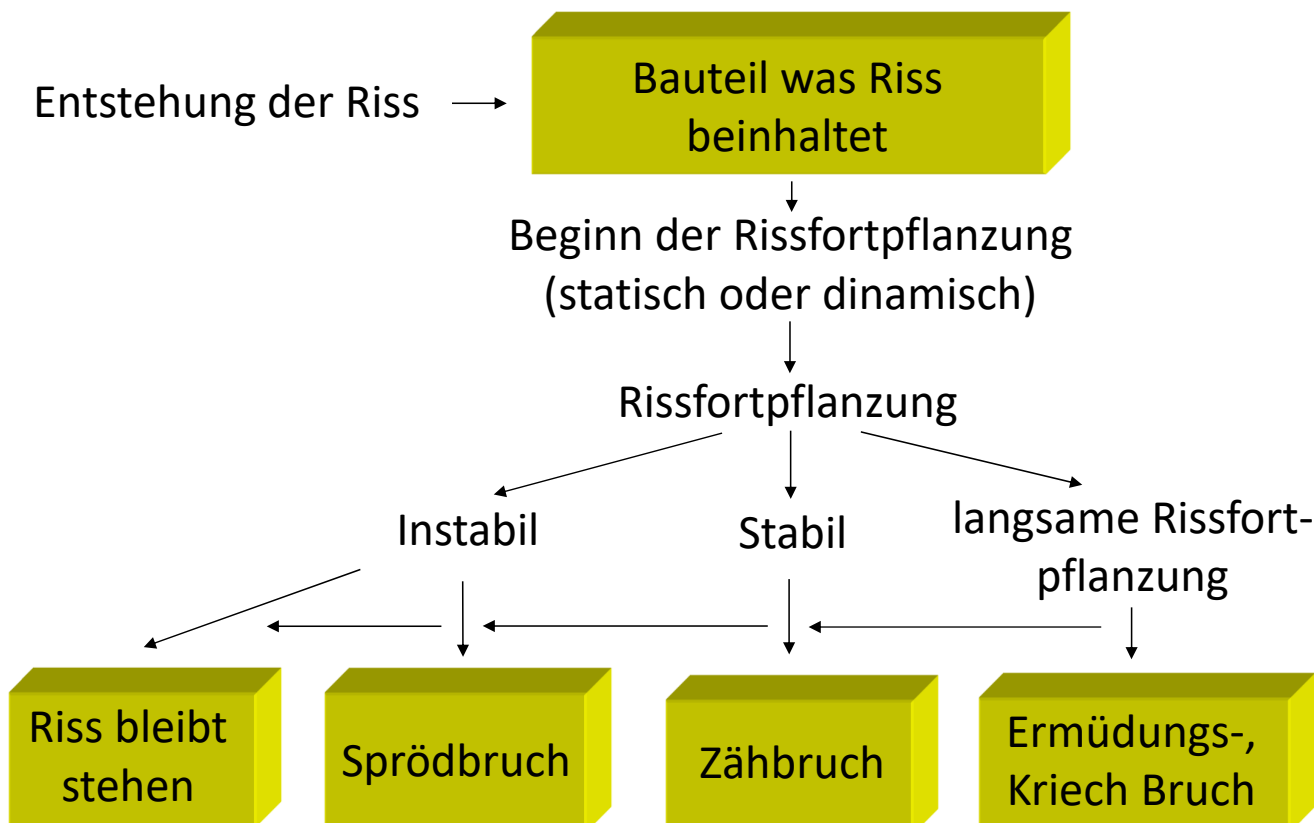 Entstehung der Riss
Bauteil was Riss
beinhaltet
Beginn der Rissfortpflanzung
(statisch oder dinamisch)
Rissfortpflanzung
Instabil
Stabil
langsame Rissfort-
pflanzung
Riss bleibt
stehen
Sprödbruch
Zähbruch
Ermüdungs-,
Kriech Bruch